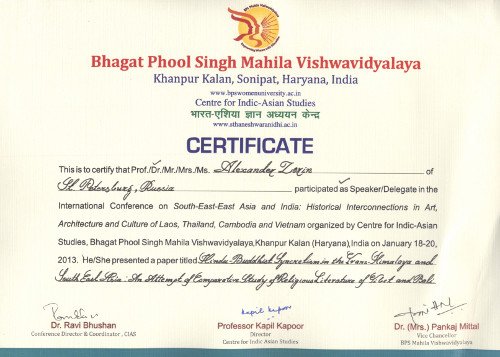 Bhagat Phool Singh Mahila Vishwavidyalaya
Khanpur Kalan, Sonipat, Haryana, India
www.bpswomenuniversity.ac.in
Centre for Indic-Asian Studies
भारत-एशिया ज्ञान अध्ययन केन्द्र
www.athaneshwaranidhi.ac.in
CERTIFICATE
This is to certify that Prof./Dr./Mr./Mrs./Ms. Alexander Zorin of
St Petersburg, Russia participated as Speaker/Delegate in the
International Conference on South-East-East Asia and India: Historical Interconnections in Art,
Architecture and Culture of Laos, Thailand, Cambodia and Vietnam organized by Centre for Indic-Asian
Studies, Bhagat Phool Singh Mahila Vishwavidyalaya,Khanpur Kalan (Haryana),India on January 18-20,
2013. He/She presented a paper titled Hindu-Buddhist Syncretism in the Trans-Himalaya and
South East Asia: An Attempt of Comparative Study of Religious Literature of Tibet and Bali.
Kapil Kapoor
Dr. Ravi Bhushan
Conference Director & Coordinator, CIAS
Professor Kapil Kapoor
Director
Centre for Indic Asian Studies
Dr. (Mrs.) Pankaj Mittal
Vice Chancellor
BPS Mahila Vishwavidyalaya